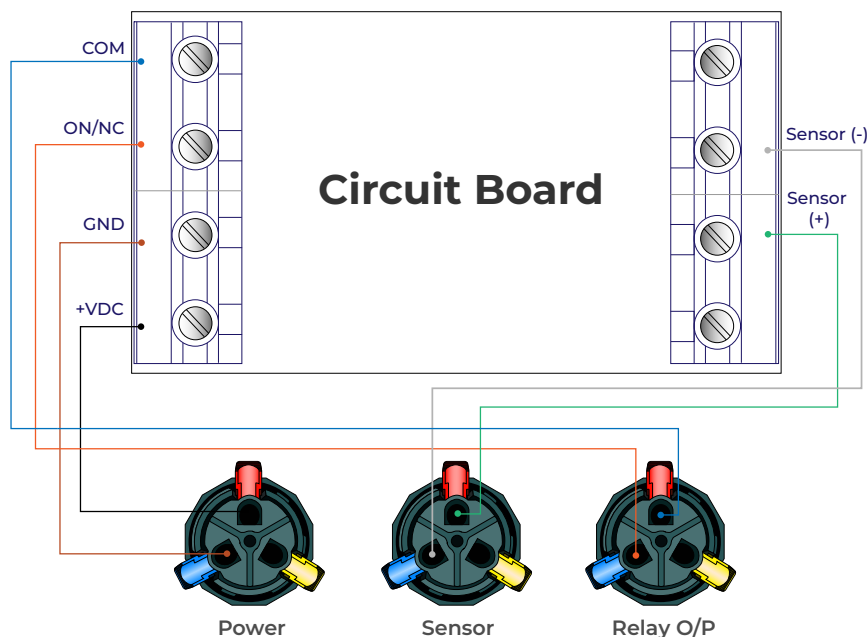 COM
ON/NC
GND
+VDC
Circuit Board
Sensor (-)
Sensor
(+)
Power
Sensor
Relay O/P